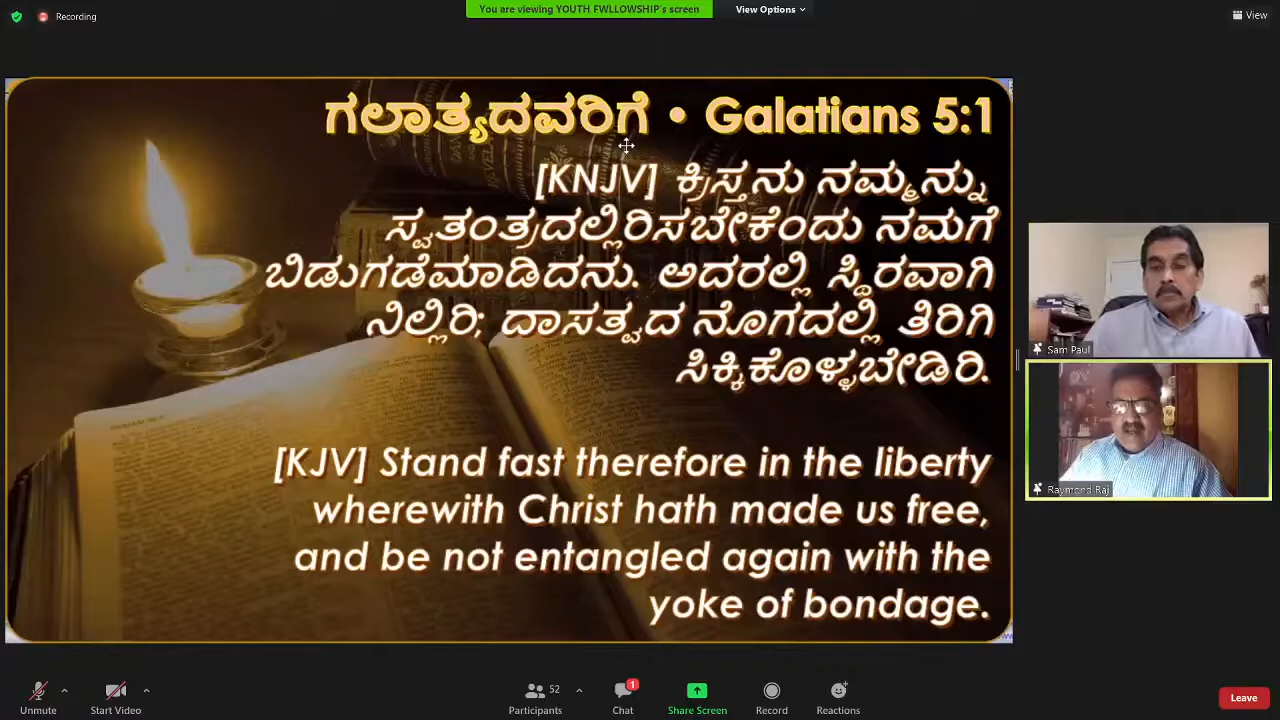 Recording
You are viewing YOUTH FWLLOWSHIP's screen
View Options
View
ಗಲಾತ್ಯದವರಿಗೆ • Galatians 5:1
[KNJV] ಕ್ರಿಸ್ತನು ನಮ್ಮನ್ನು
ಸ್ವತಂತ್ರದಲ್ಲಿರಿಸಬೇಕೆಂದು ನಮಗೆ
ಬಿಡುಗಡೆಮಾಡಿದನು. ಅದರಲ್ಲಿ ಸ್ಥಿರವಾಗಿ
ನಿಲ್ಲಿರಿ; ದಾಸತ್ವದ ನೊಗದಲ್ಲಿ ತಿರಿಗಿ
ಸಿಕ್ಕಿಕೊಳ್ಳಬೇಡಿರಿ.
[KJV] Stand fast therefore in the liberty
wherewith Christ hath made us free,
and be not entangled again with the
yoke of bondage.
Sam Paul
Raymond Raj
Unmute
Start Video
52
Participants
1
Chat
Share Screen
Record
Reactions
Leave